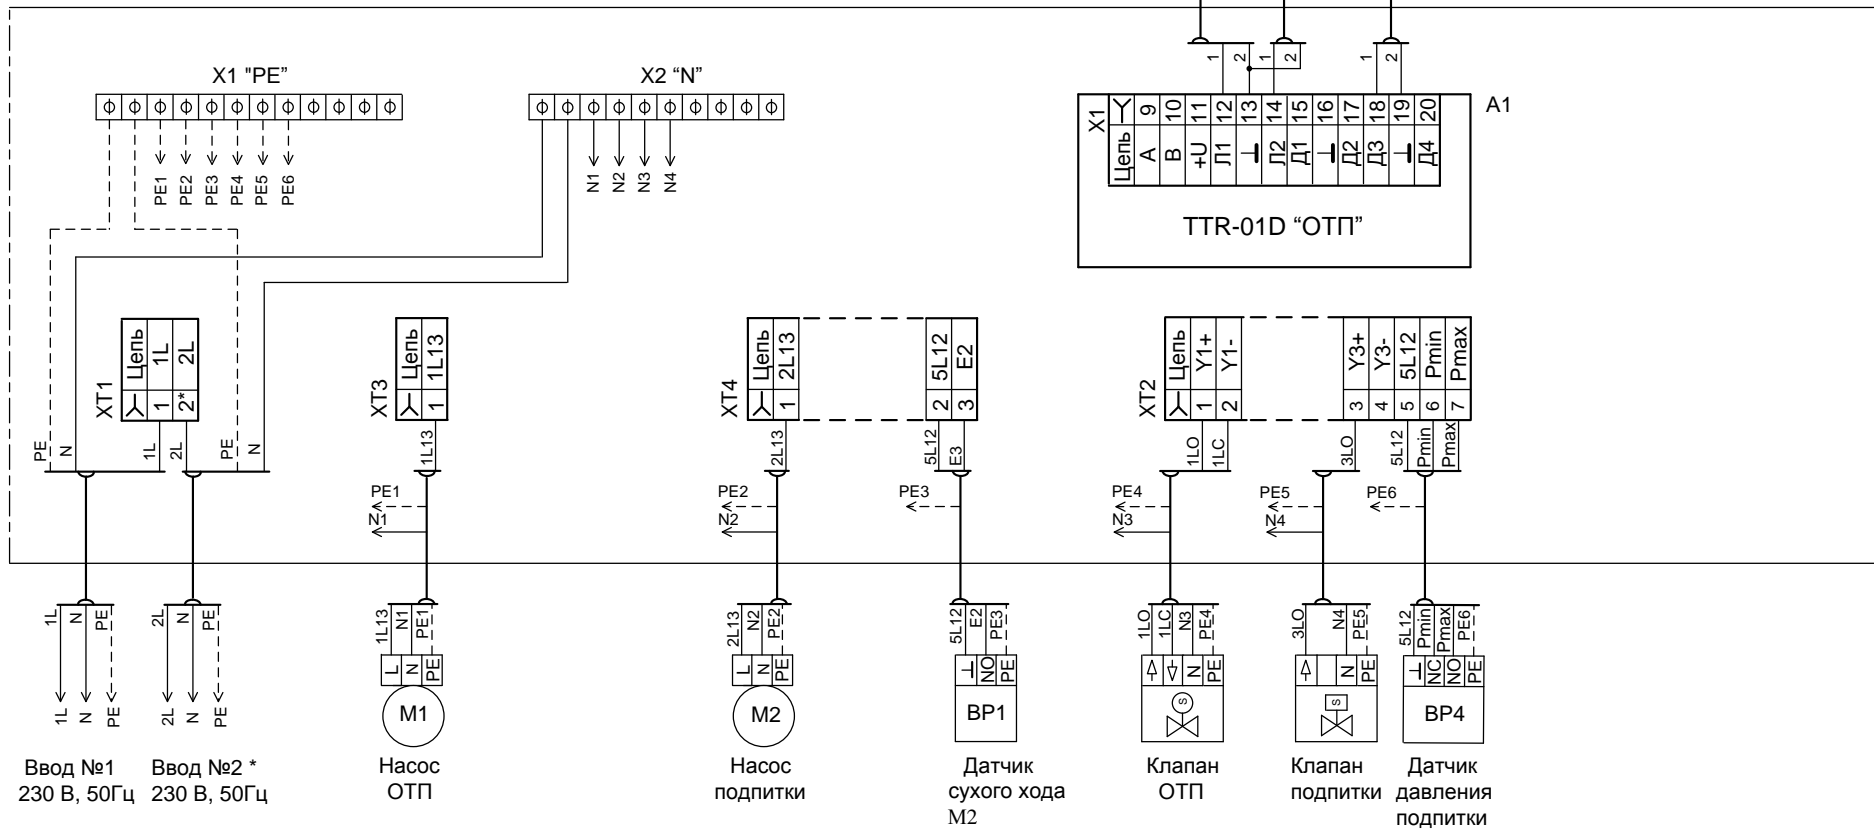 1 2 1 2 1 2
X1 "PE"
X2 “N”
A1
X1
Цепь 9 10 11 12 13 14 15 16 17 18 19 20
A B +U Л1 ⊥ Л2 Д1 ⊥ Д2 Д3 ⊥ Д4
TTR-01D “ОТП”
PE1 PE2 PE3 PE4 PE5 PE6
N1 N2 N3 N4
XT1
Цепь 1L 2L
1 2*
XT3
Цепь 1L13
1
XT4
Цепь 2L13
1
5L12 E2
2 3
XT2
Цепь Y1+ Y1-
1 2
Y3+ Y3- 5L12 Pmin Pmax
3 4 5 6 7
PE N 1L 2L PE N
1L13
2L13
5L12 E3
1LO 1LC
3LO
5L12 Pmin Pmax
PE1
N1
PE2
N2
PE3
PE4
N3
PE5
N4
PE6
1L N PE
2L N PE
1L13 N1 PE1
2L13 N2 PE2
5L12 E2 PE3
1LO 1LC N3 PE4
3LO N4 PE5
5L12 Pmin Pmax PE6
L N PE
L N PE
⊥ NO PE
N PE
N PE
⊥ NC NO PE
1L N PE
2L N PE
M1
M2
BP1
S
S
BP4
Ввод №1
230 В, 50Гц
Ввод №2 *
230 В, 50Гц
Насос
ОТП
Насос
подпитки
Датчик
сухого хода
М2
Клапан
ОТП
Клапан
подпитки
Датчик
давления
подпитки